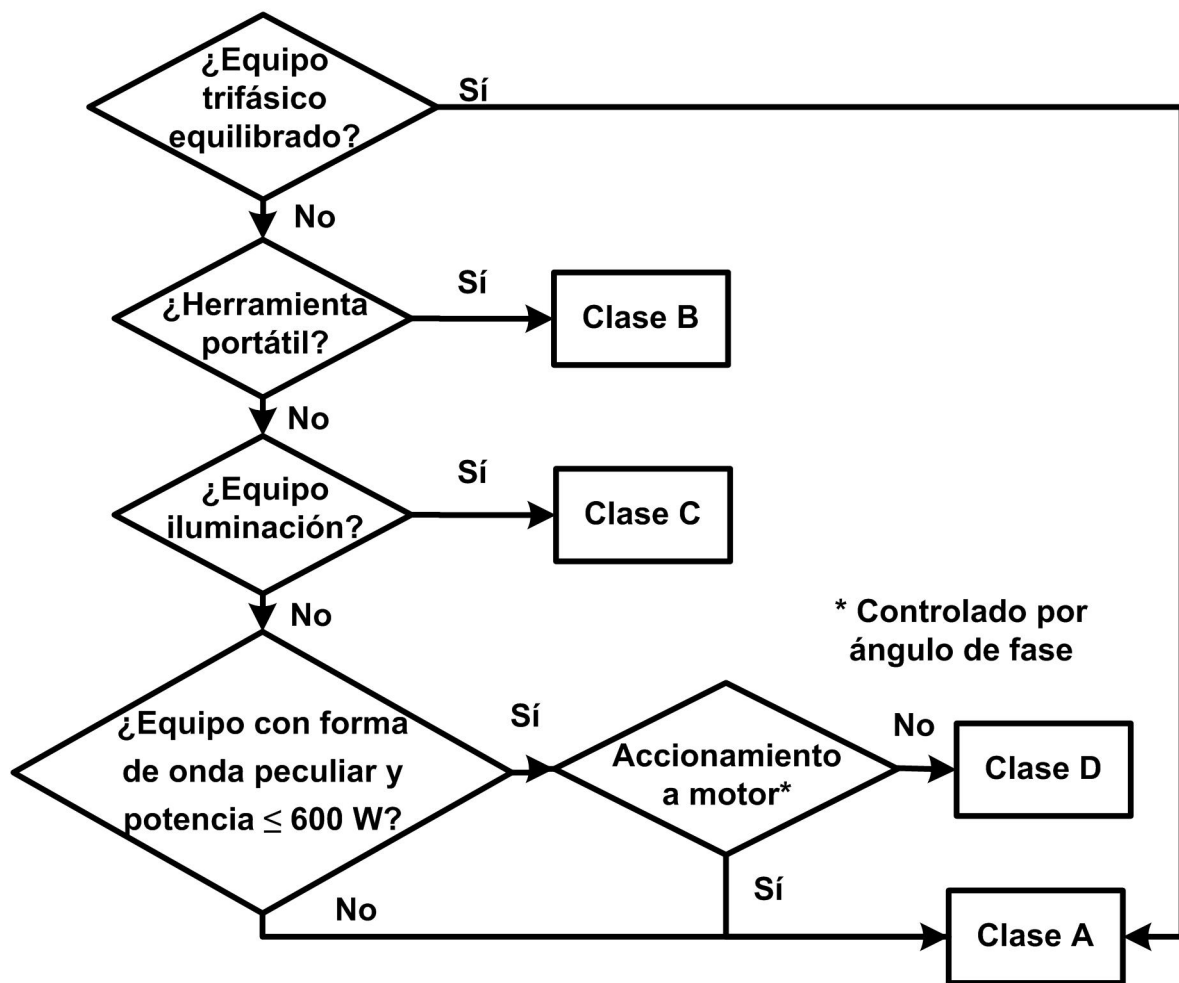 ¿Equipo
trifásico
equilibrado?
Sí
No
¿Herramienta
portátil?
Sí
Clase B
No
¿Equipo
iluminación?
Sí
Clase C
No
* Controlado por
ángulo de fase
¿Equipo con forma
de onda peculiar y
potencia ≤ 600 W?
Sí
Accionamiento
a motor*
No
Clase D
No
Sí
Clase A